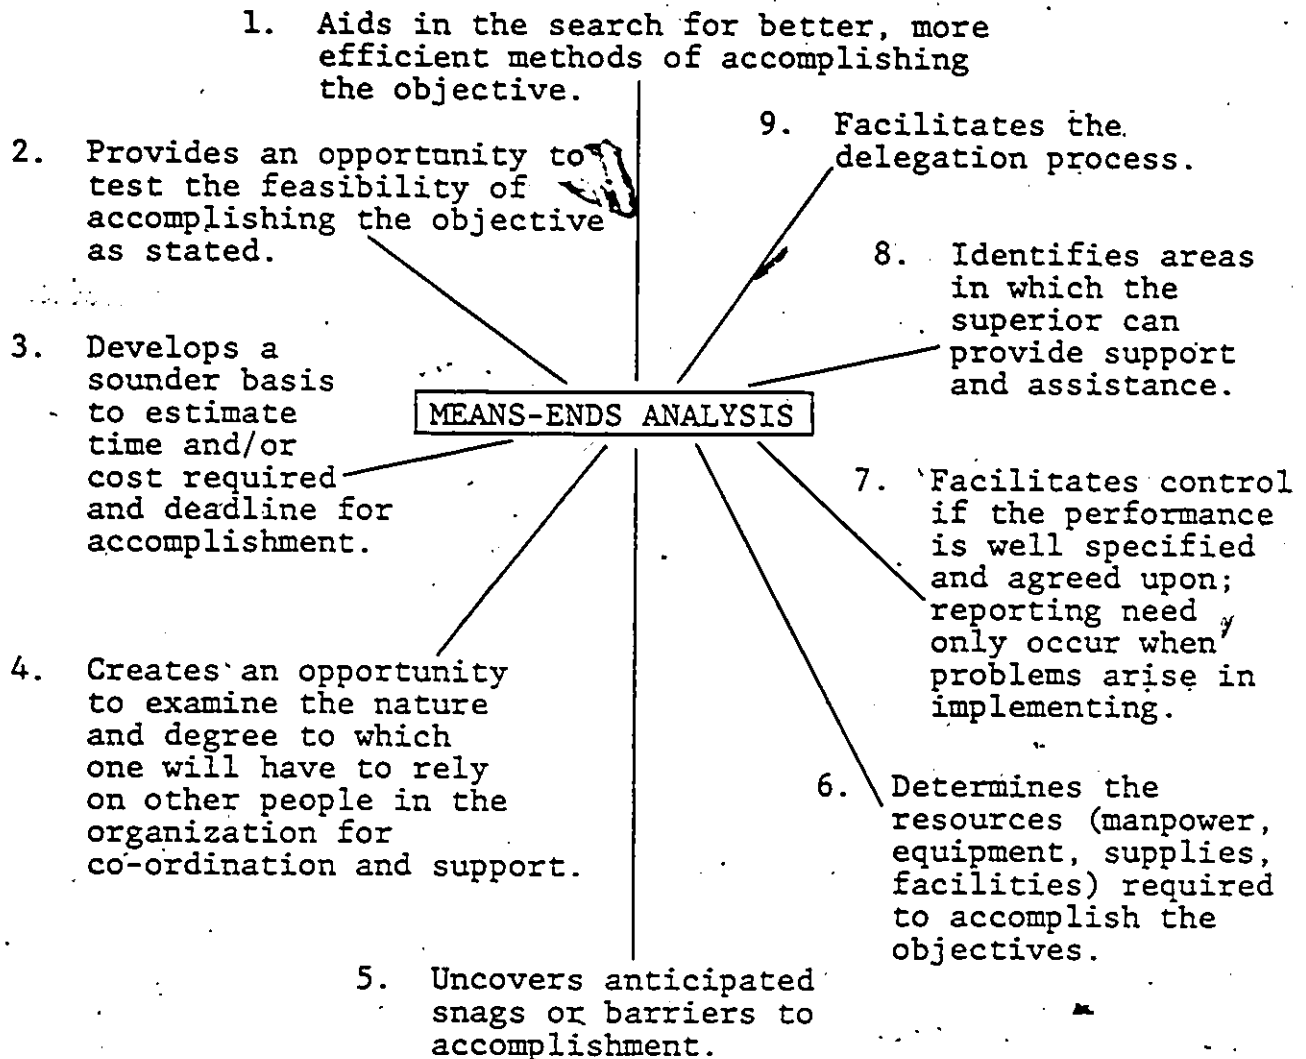 1. Aids in the search for better, more
efficient methods of accomplishing
the objective.
2. Provides an opportunity to
test the feasibility of
accomplishing the objective
as stated.
3. Develops a
sounder basis
to estimate
time and/or
cost required
and deadline for
accomplishment.
4. Creates an opportunity
to examine the nature
and degree to which
one will have to rely
on other people in the
organization for
co-ordination and support.
5. Uncovers anticipated
snags or barriers to
accomplishment.
6. Determines the
resources (manpower,
equipment, supplies,
facilities) required
to accomplish the
objectives.
7. Facilitates control
if the performance
is well specified
and agreed upon;
reporting need
only occur when
problems arise in
implementing.
8. Identifies areas
in which the
superior can
provide support
and assistance.
9. Facilitates the
delegation process.
MEANS-ENDS ANALYSIS